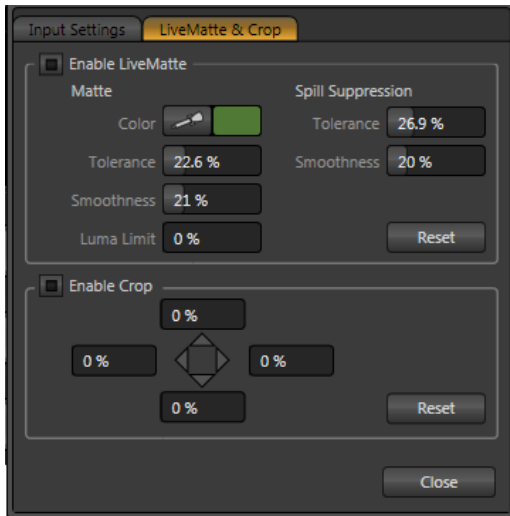 Input Settings LiveMatte & Crop
Enable LiveMatte
Matte Spill Suppression
Color Tolerance 26.9 %
Tolerance 22.6 % Smoothness 20 %
Smoothness 21 %
Luma Limit 0 % Reset
Enable Crop
0 %
0 % 0 %
0 % Reset
Close